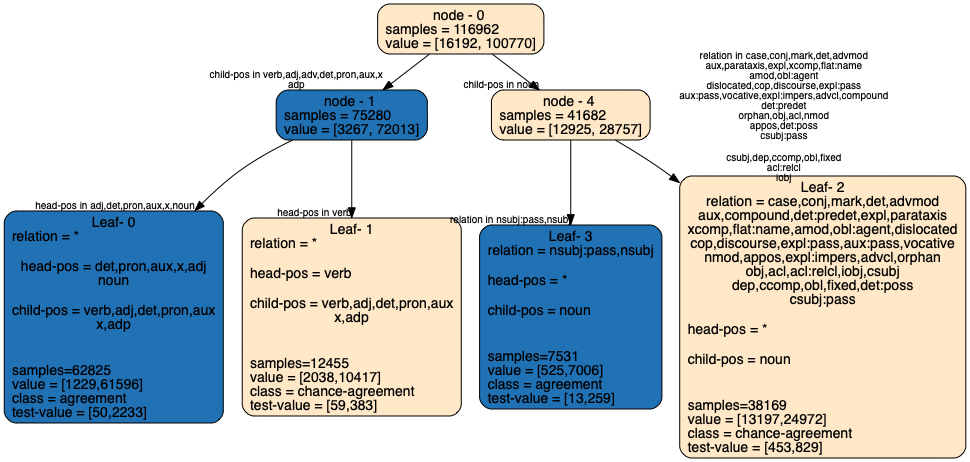 node - 0
samples = 116962
value = [16192, 100770]
child-pos in verb,adj,adv,det,pron,aux,x
adp
child-pos in noun
relation in case,conj,mark,det,advmod
aux,parataxis,expl,xcomp,flat:name
amod,obl:agent
dislocated,cop,discourse,expl:pass
aux:pass,vocative,expl:impers,advcl,compound
det:predet
orphan,obj,acl,nmod
appos,det:poss
csubj:pass
csubj,dep,ccomp,obl,fixed
acl:relcl
iobj
node - 1
samples = 75280
value = [3267, 72013]
node - 4
samples = 41682
value = [12925, 28757]
head-pos in adj,det,pron,aux,x,noun
head-pos in verb
relation in nsubj:pass,nsubj
Leaf- 0
relation = *
head-pos = det,pron,aux,x,adj
noun
child-pos = verb,adj,det,pron,aux
x,adp
samples=62825
value = [1229,61596]
class = agreement
test-value = [50,2233]
Leaf- 1
relation = *
head-pos = verb
child-pos = verb,adj,det,pron,aux
x,adp
samples=12455
value = [2038,10417]
class = chance-agreement
test-value = [59,383]
Leaf- 3
relation = nsubj:pass,nsubj
head-pos = *
child-pos = noun
samples=7531
value = [525,7006]
class = agreement
test-value = [13,259]
Leaf- 2
relation = case,conj,mark,det,advmod
aux,compound,det:predet,expl,parataxis
xcomp,flat:name,amod,obl:agent,dislocated
cop,discourse,expl:pass,aux:pass,vocative
nmod,appos,expl:impers,advcl,orphan
obj,acl,acl:relcl,iobj,csubj
dep,ccomp,obl,fixed,det:poss
csubj:pass
head-pos = *
child-pos = noun
samples=38169
value = [13197,24972]
class = chance-agreement
test-value = [453,829]